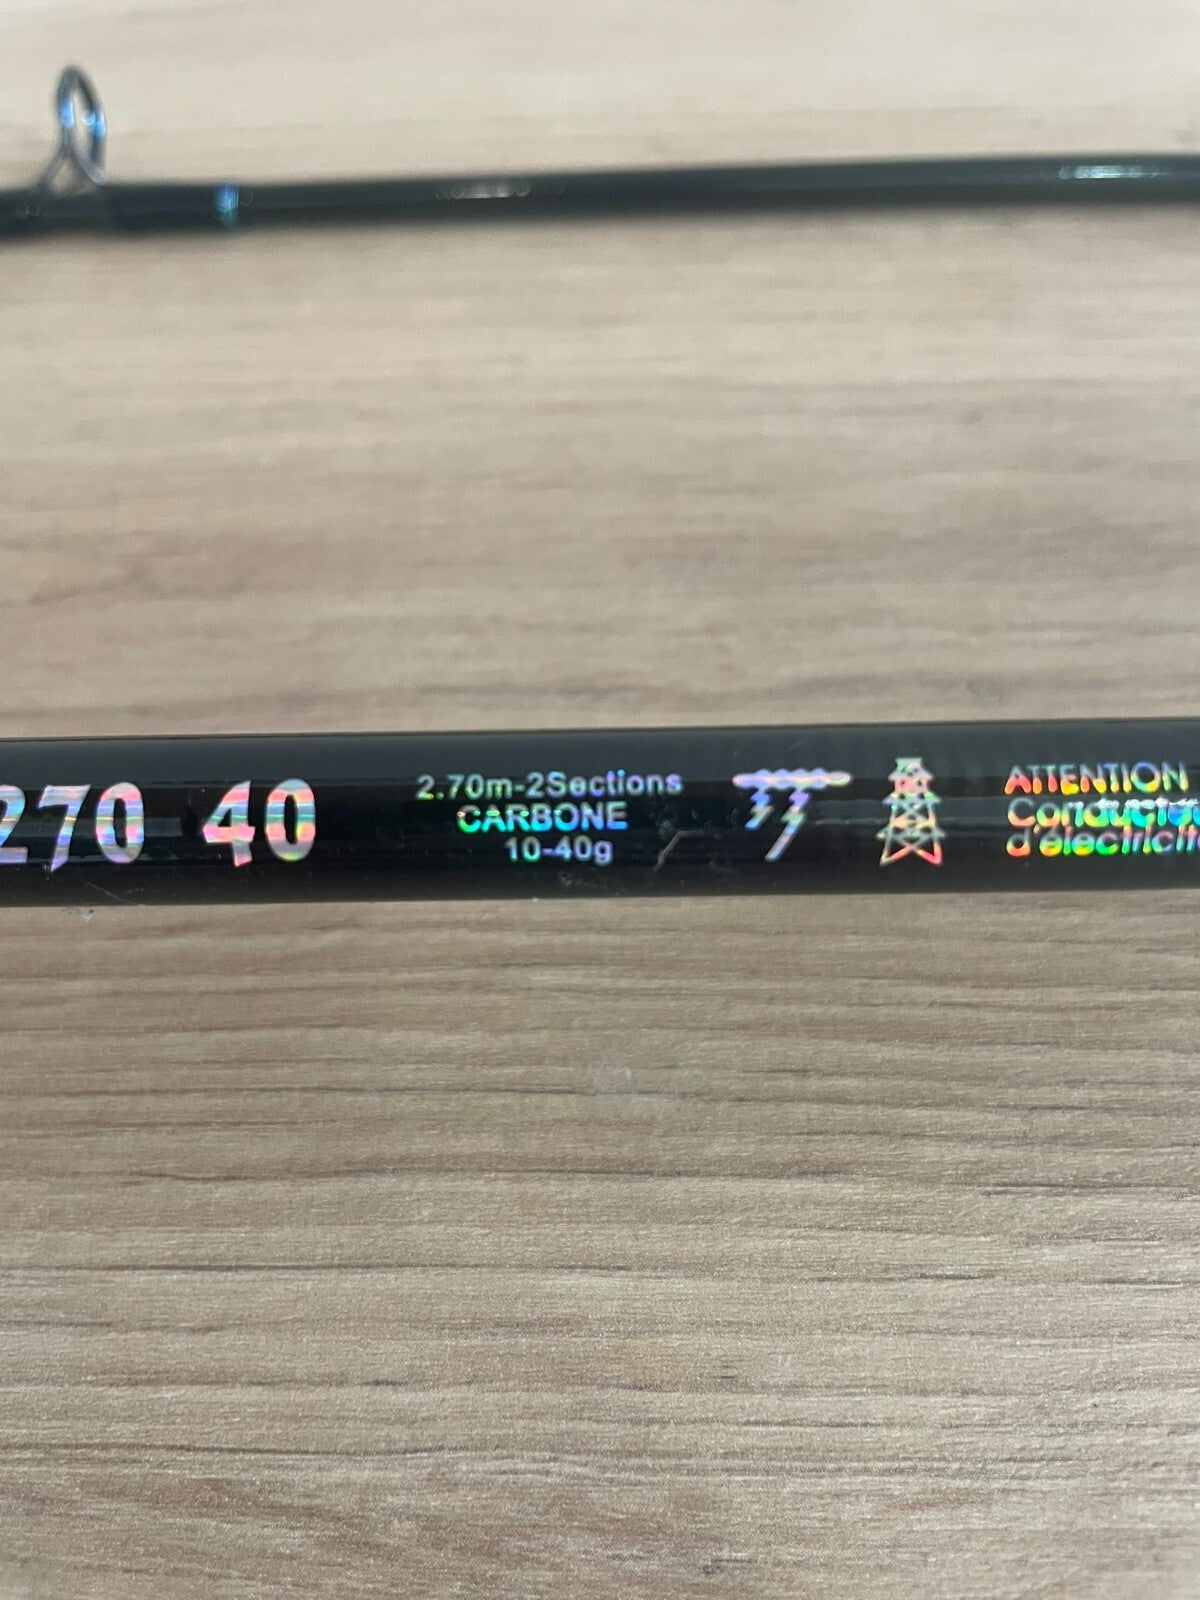 270 40
2.70m-2Sections
CARBONE
10-40g
ATTENTION